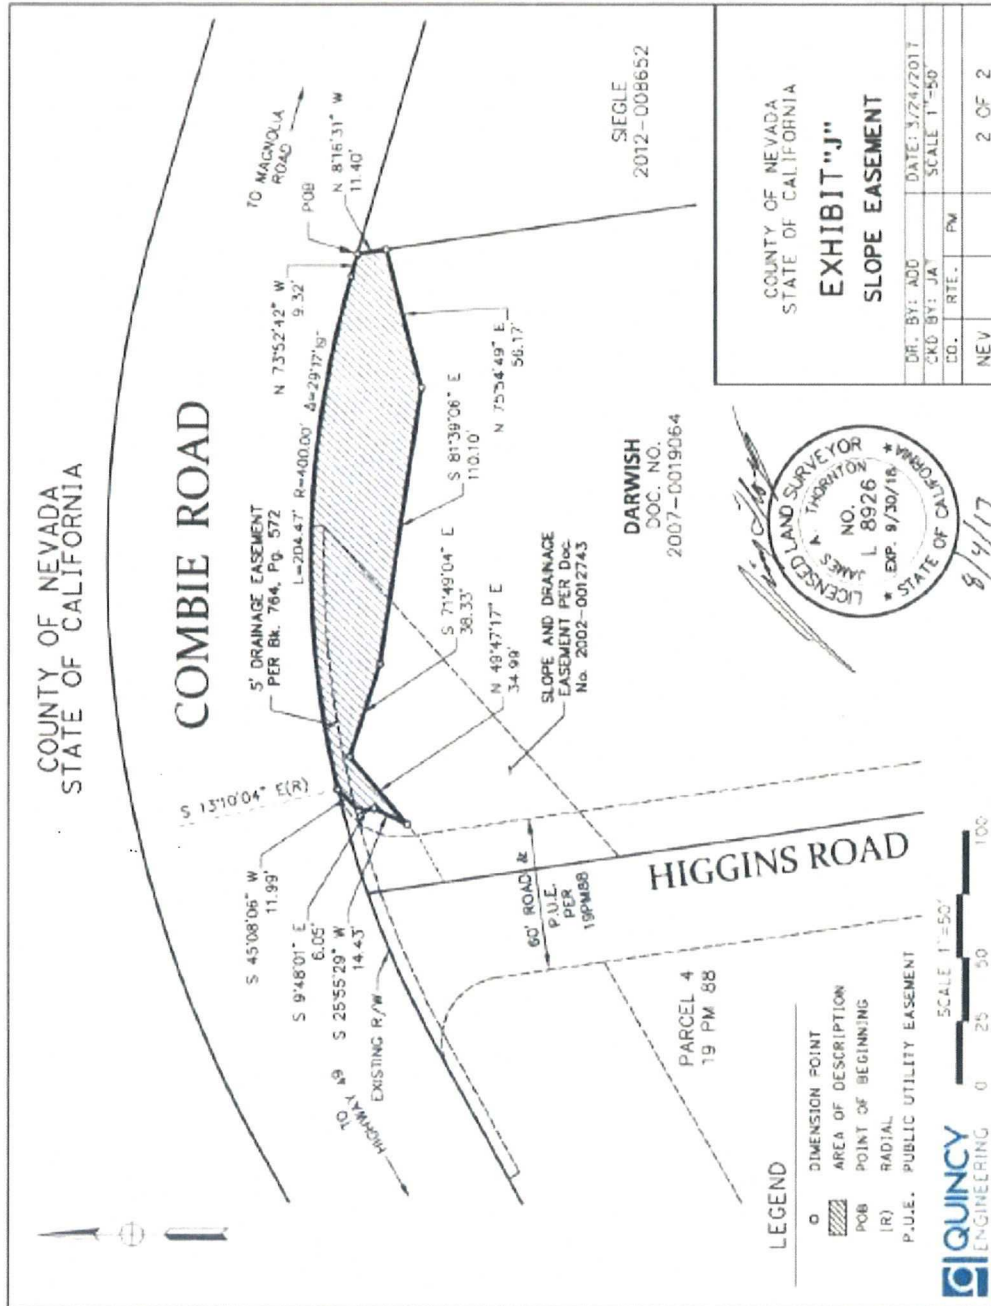 COUNTY OF NEVADA
STATE OF CALIFORNIA
COMBIE ROAD
TO MAGNOLIA
ROAD
POB
N 8°16'31" W
11.40'
N 73°52'42" W
9.32'
L=204.47' R=400.00' Δ=29°17'19"
5' DRAINAGE EASEMENT
PER Bk. 764, Pg. 572
S 13°10'04" E(R)
S 45°08'06" W
11.99'
S 9°48'01" E
6.05'
S 25°55'29" W
14.43'
EXISTING R/W
TO
HIGHWAY 49
N 75°54'49" E
56.17'
S 81°39'06" E
110.10'
S 71°49'04" E
38.33'
N 49°47'17" E
34.99'
SLOPE AND DRAINAGE
EASEMENT PER Doc.
No. 2002-0012743
SIEGLE
2012-008652
DARWISH
DOC. NO.
2007-0019064
60' ROAD &
P.U.E.
PER
19PM88
HIGGINS ROAD
PARCEL 4
19 PM 88
LEGEND
DIMENSION POINT
AREA OF DESCRIPTION
POB POINT OF BEGINNING
(R) RADIAL
P.U.E. PUBLIC UTILITY EASEMENT
QUINCY
ENGINEERING
SCALE 1"=50'
0 25 50 100
LICENSED LAND SURVEYOR
JAMES A. THORNTON
NO.
L 8926
EXP. 9/30/18
STATE OF CALIFORNIA
8/4/17
COUNTY OF NEVADA
STATE OF CALIFORNIA
EXHIBIT "J"
SLOPE EASEMENT
DR. BY: ADD DATE: 3/24/2017
CKD BY: JAT SCALE 1"=50'
CO. RTE. PM
NEV 2 OF 2